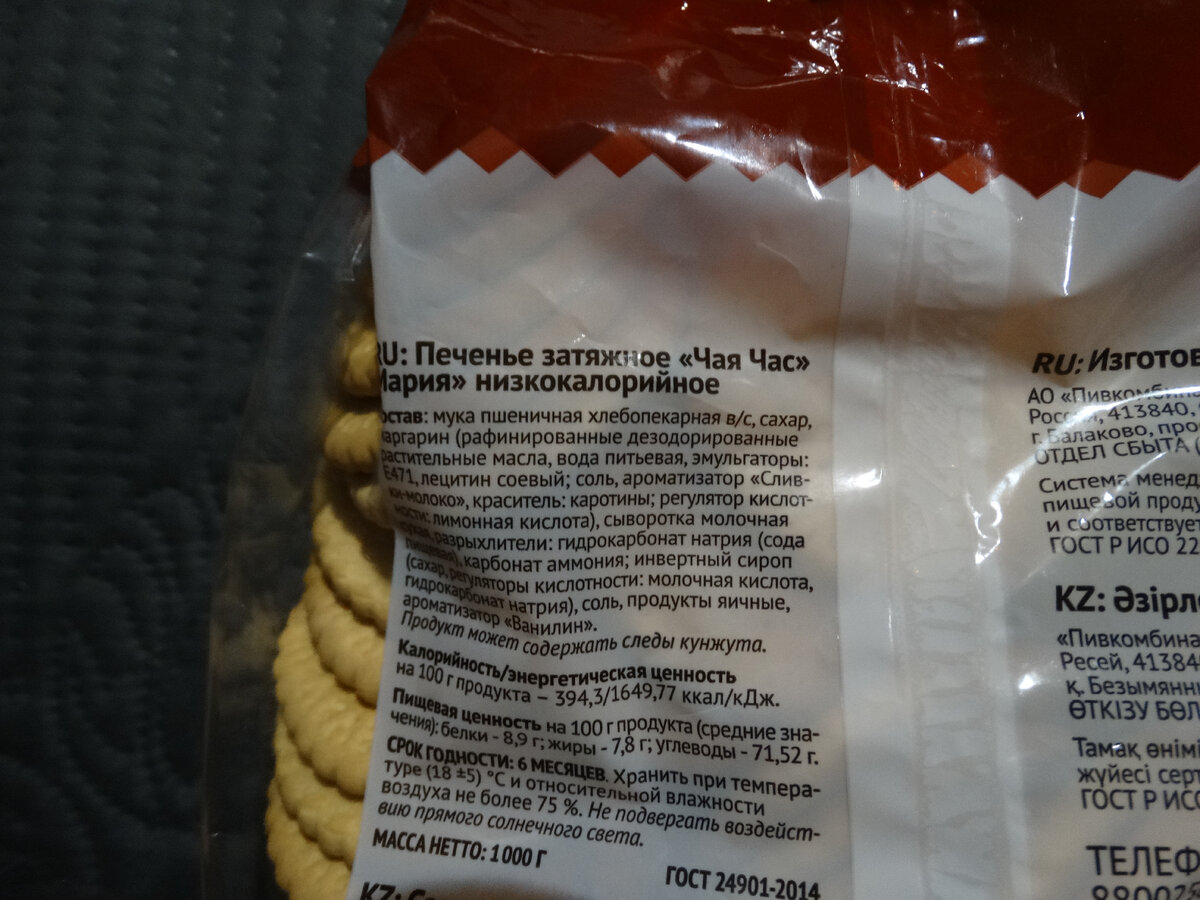 RU: Печенье затяжное «Чая Час»
Мария» низкокалорийное
став: мука пшеничная хлебопекарная в/с, сахар,
маргарин (рафинированные дезодорированные
растительные масла, вода питьевая, эмульгаторы:
Е471, лецитин соевый; соль, ароматизатор «Слив-
ки-молоко», краситель: каротины; регулятор кислот-
ности: лимонная кислота), сыворотка молочная
сухая, разрыхлители: гидрокарбонат натрия (сода
пищевая), карбонат аммония; инвертный сироп
(сахар, регуляторы кислотности: молочная кислота,
гидрокарбонат натрия), соль, продукты яичные,
ароматизатор «Ванилин».
Продукт может содержать следы кунжута.
Калорийность/энергетическая ценность
на 100 г продукта – 394,3/1649,77 ккал/кДж.
Пищевая ценность на 100 г продукта (средние зна-
чения): белки - 8,9 г; жиры - 7,8 г; углеводы - 71,52 г.
СРОК ГОДНОСТИ: 6 МЕСЯЦЕВ. Хранить при темпера-
туре (18 ±5) °С и относительной влажности
воздуха не более 75 %. Не подвергать воздейст-
вию прямого солнечного света.
МАССА НЕТТО: 1000 Г
ГОСТ 24901-2014
KZ:
RU: Изготов
АО «Пивкомбина
Россия, 413840,
г. Балаково, про
ОТДЕЛ СБЫТА
Система менед
пищевой проду
и соответствует
ГОСТ Р ИСО 22
KZ: Әзірл
«Пивкомбина
Ресей, 41384
қ. Безымянн
ӨТКІЗУ БӨЛ
Тамақ өнімі
жүйесі серт
ГОСТ Р ИСО
ТЕЛЕФ
88002